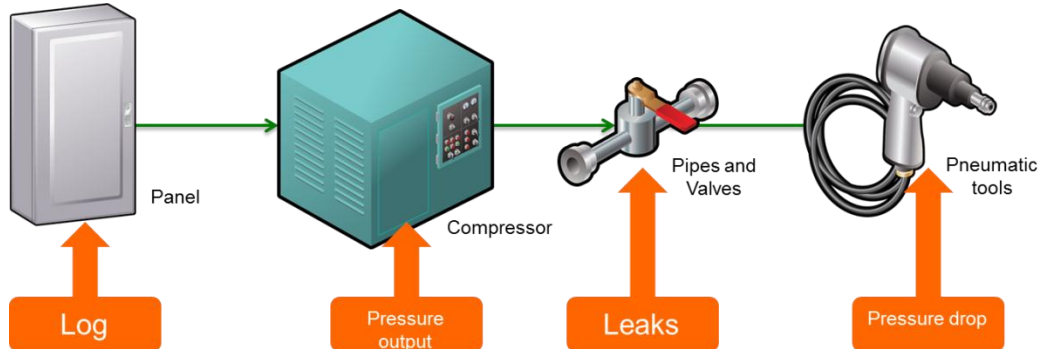 Panel
Compressor
Pipes and
Valves
Pneumatic
tools
Log
Pressure
output
Leaks
Pressure drop